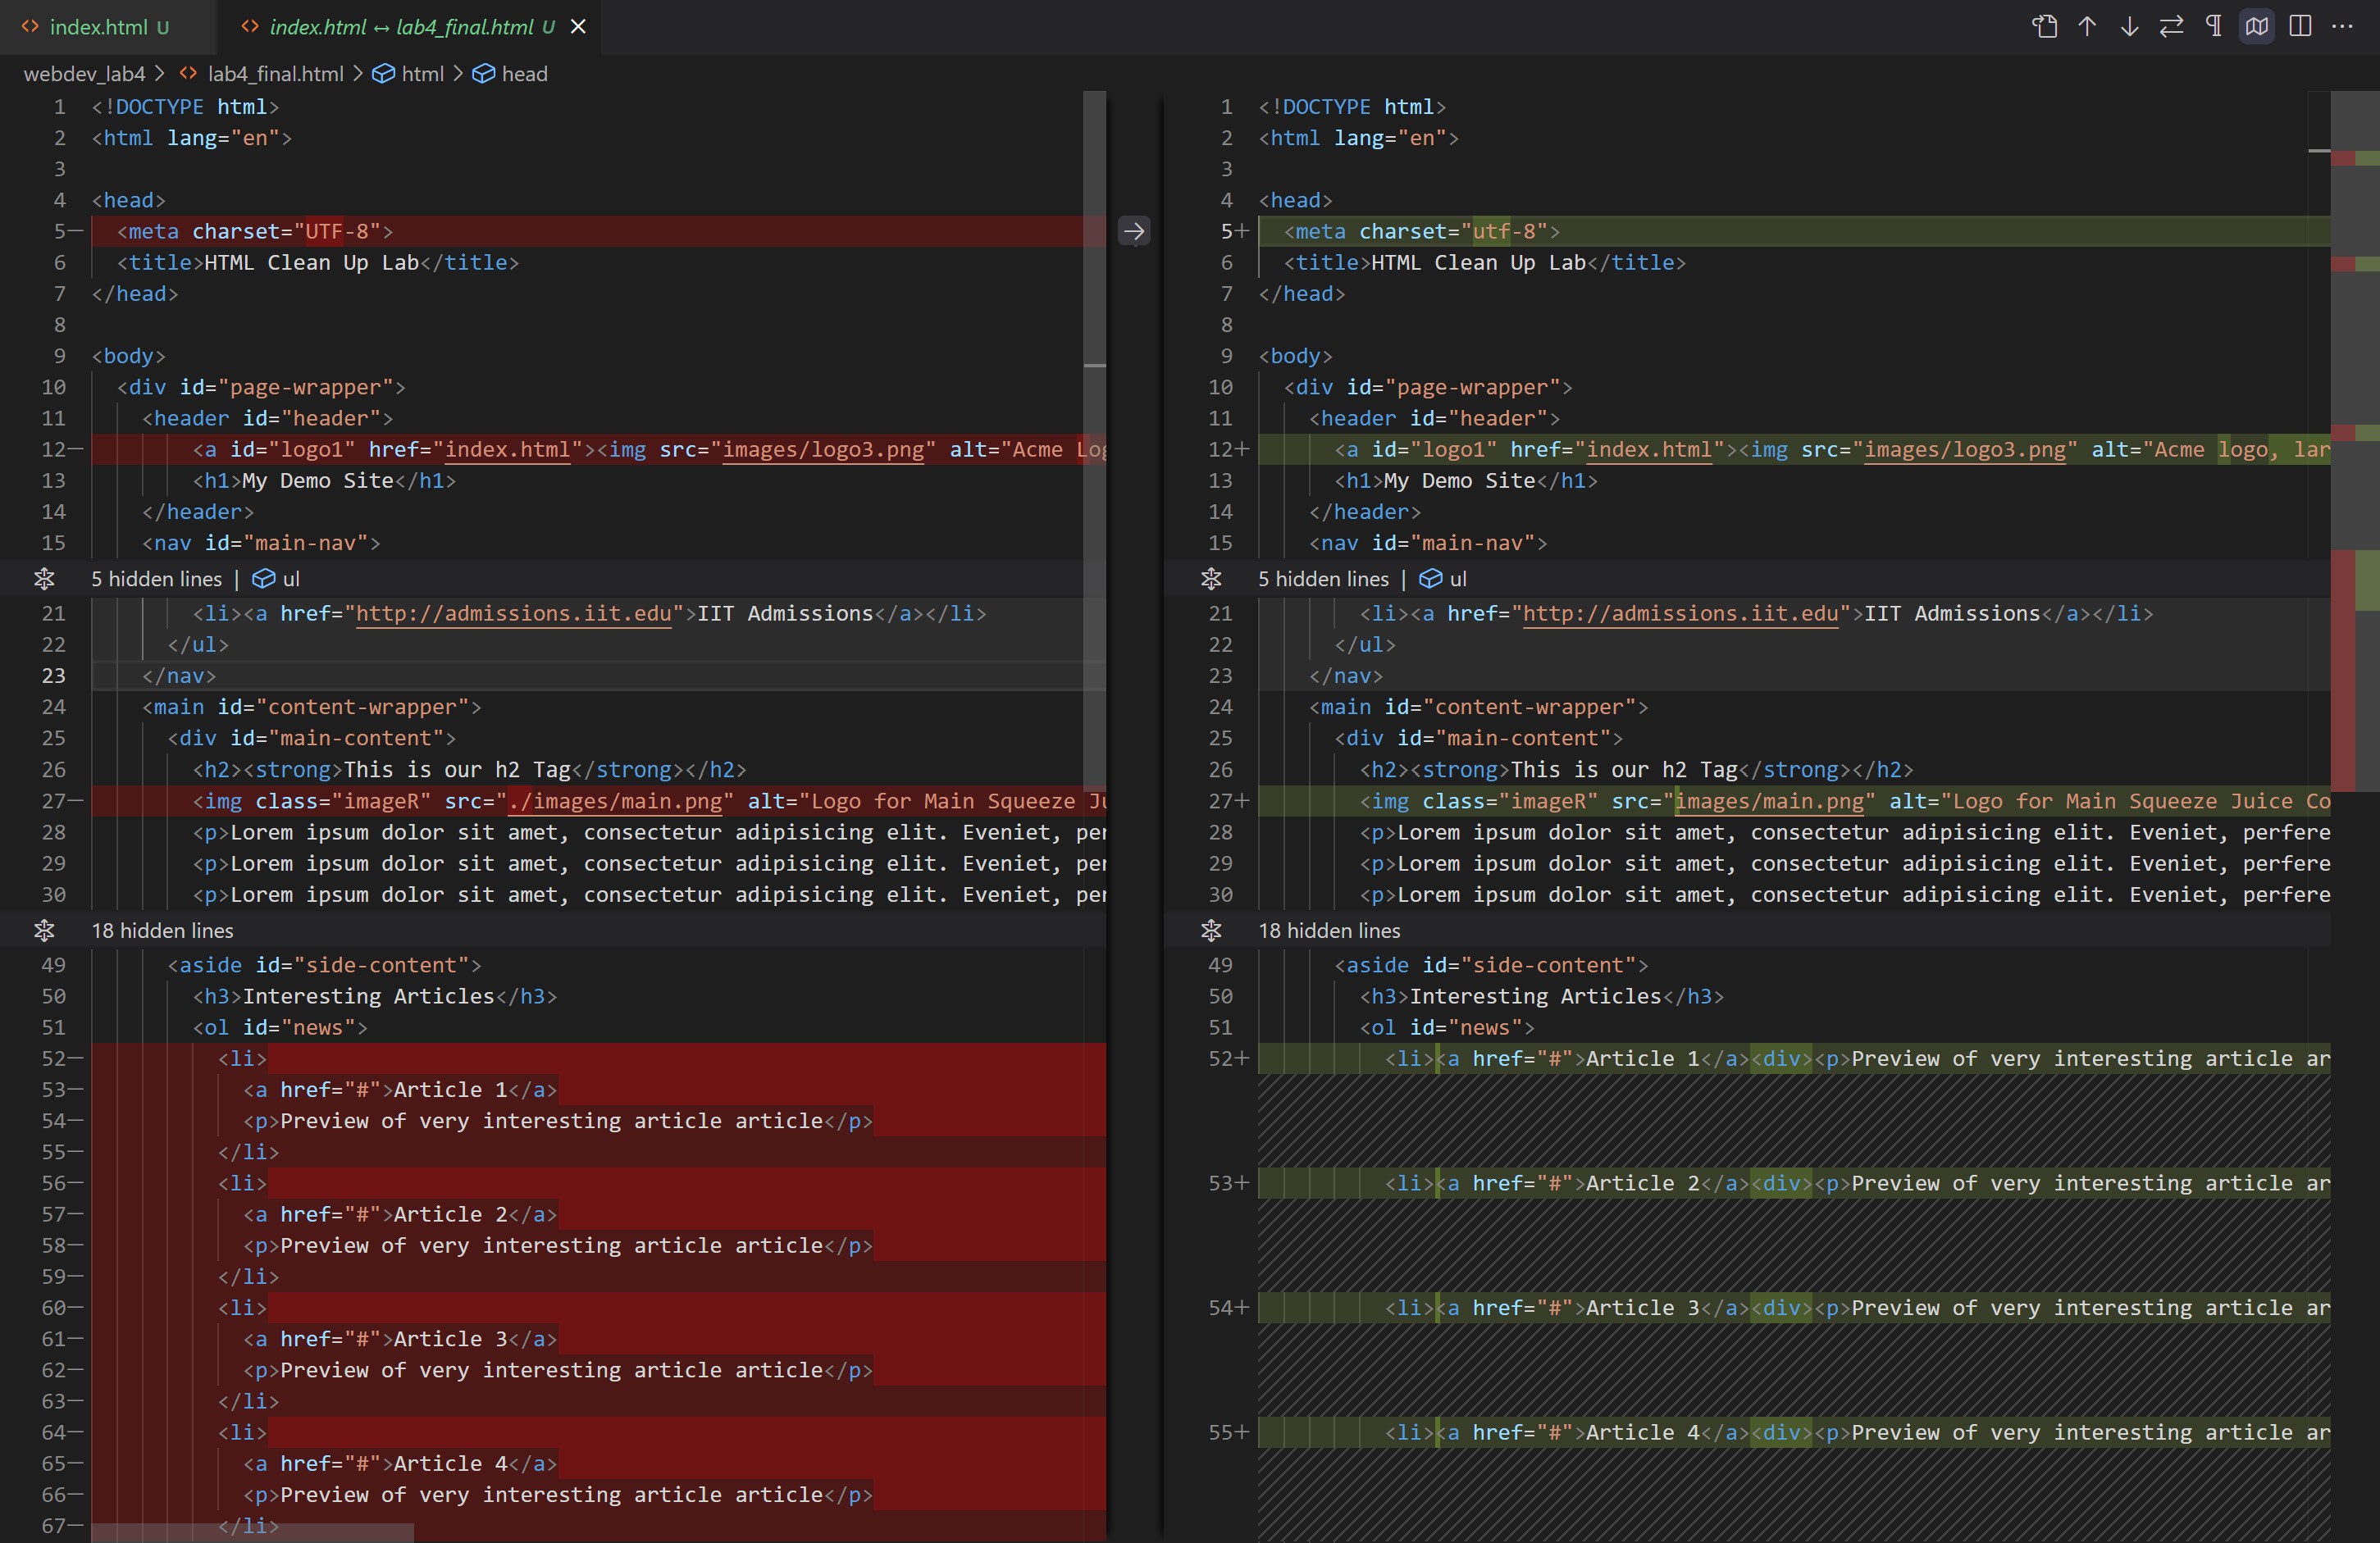 index.html U
index.html ↔ lab4_final.html U
webdev_lab4 > lab4_final.html > html > head
1 <!DOCTYPE html>
2 <html lang="en">
3
4 <head>
5— <meta charset="UTF-8">
6 <title>HTML Clean Up Lab</title>
7 </head>
8
9 <body>
10 <div id="page-wrapper">
11 <header id="header">
12— <a id="logo1" href="index.html"><img src="images/logo3.png" alt="Acme Log
13 <h1>My Demo Site</h1>
14 </header>
15 <nav id="main-nav">
5 hidden lines | ul
21 <li><a href="http://admissions.iit.edu">IIT Admissions</a></li>
22 </ul>
23 </nav>
24 <main id="content-wrapper">
25 <div id="main-content">
26 <h2><strong>This is our h2 Tag</strong></h2>
27— <img class="imageR" src="./images/main.png" alt="Logo for Main Squeeze Ju
28 <p>Lorem ipsum dolor sit amet, consectetur adipisicing elit. Eveniet, per
29 <p>Lorem ipsum dolor sit amet, consectetur adipisicing elit. Eveniet, per
30 <p>Lorem ipsum dolor sit amet, consectetur adipisicing elit. Eveniet, per
18 hidden lines
49 <aside id="side-content">
50 <h3>Interesting Articles</h3>
51 <ol id="news">
52— <li>
53— <a href="#">Article 1</a>
54— <p>Preview of very interesting article article</p>
55— </li>
56— <li>
57— <a href="#">Article 2</a>
58— <p>Preview of very interesting article article</p>
59— </li>
60— <li>
61— <a href="#">Article 3</a>
62— <p>Preview of very interesting article article</p>
63— </li>
64— <li>
65— <a href="#">Article 4</a>
66— <p>Preview of very interesting article article</p>
67— </li>
1 <!DOCTYPE html>
2 <html lang="en">
3
4 <head>
5+ <meta charset="utf-8">
6 <title>HTML Clean Up Lab</title>
7 </head>
8
9 <body>
10 <div id="page-wrapper">
11 <header id="header">
12+ <a id="logo1" href="index.html"><img src="images/logo3.png" alt="Acme logo, lar
13 <h1>My Demo Site</h1>
14 </header>
15 <nav id="main-nav">
5 hidden lines | ul
21 <li><a href="http://admissions.iit.edu">IIT Admissions</a></li>
22 </ul>
23 </nav>
24 <main id="content-wrapper">
25 <div id="main-content">
26 <h2><strong>This is our h2 Tag</strong></h2>
27+ <img class="imageR" src="images/main.png" alt="Logo for Main Squeeze Juice Co
28 <p>Lorem ipsum dolor sit amet, consectetur adipisicing elit. Eveniet, perfere
29 <p>Lorem ipsum dolor sit amet, consectetur adipisicing elit. Eveniet, perfere
30 <p>Lorem ipsum dolor sit amet, consectetur adipisicing elit. Eveniet, perfere
18 hidden lines
49 <aside id="side-content">
50 <h3>Interesting Articles</h3>
51 <ol id="news">
52+ <li><a href="#">Article 1</a><div><p>Preview of very interesting article ar
53+ <li><a href="#">Article 2</a><div><p>Preview of very interesting article ar
54+ <li><a href="#">Article 3</a><div><p>Preview of very interesting article ar
55+ <li><a href="#">Article 4</a><div><p>Preview of very interesting article ar